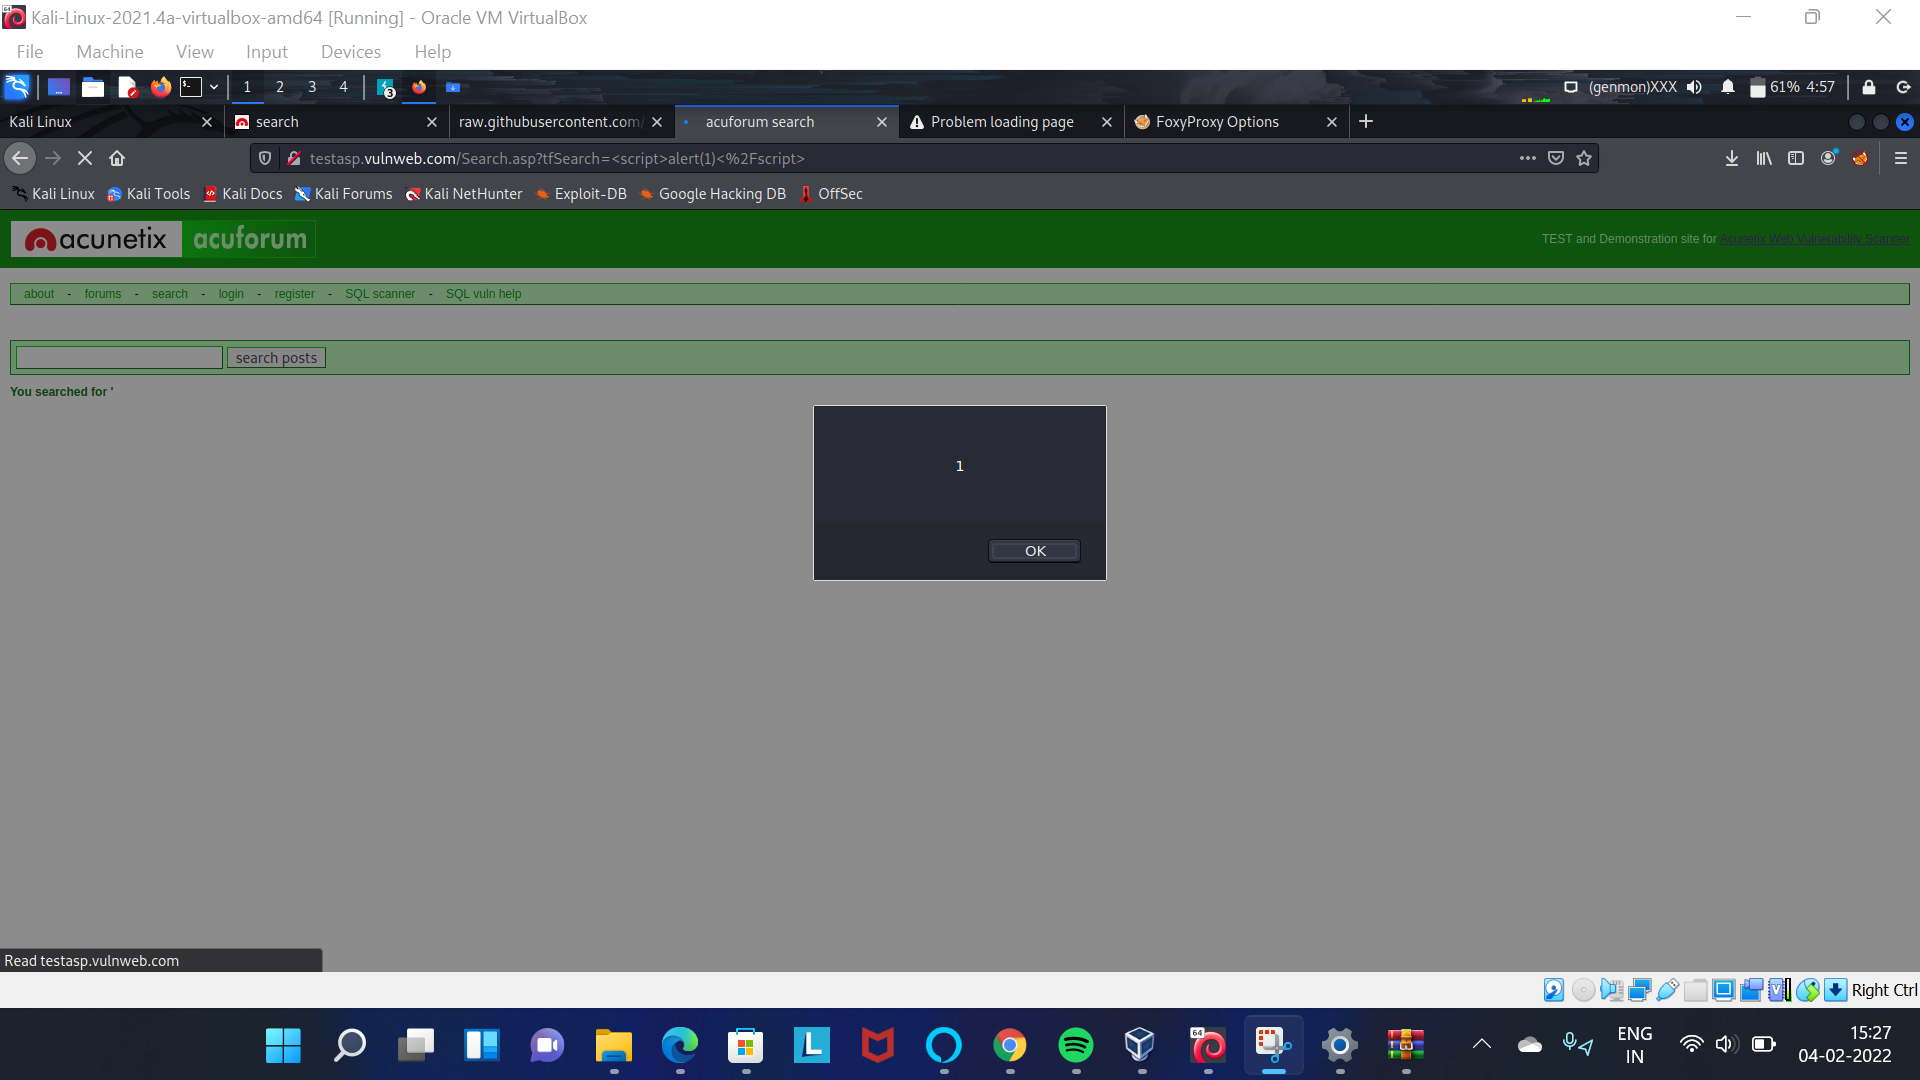 Kali-Linux-2021.4a-virtualbox-amd64 [Running] - Oracle VM VirtualBox
File Machine View Input Devices Help
1 2 3 4 3 (genmon)XXX 61% 4:57
Kali Linux search raw.githubusercontent.com/ acuforum search Problem loading page FoxyProxy Options
testasp.vulnweb.com/Search.asp?tfSearch=<script>alert(1)<%2Fscript>
Kali Linux Kali Tools Kali Docs Kali Forums Kali NetHunter Exploit-DB Google Hacking DB OffSec
acunetix acuforum TEST and Demonstration site for Acunetix Web Vulnerability Scanner
about - forums - search - login - register - SQL scanner - SQL vuln help
search posts
You searched for '
1
OK
Read testasp.vulnweb.com
Right Ctrl
64
L
ENG
IN
15:27
04-02-2022